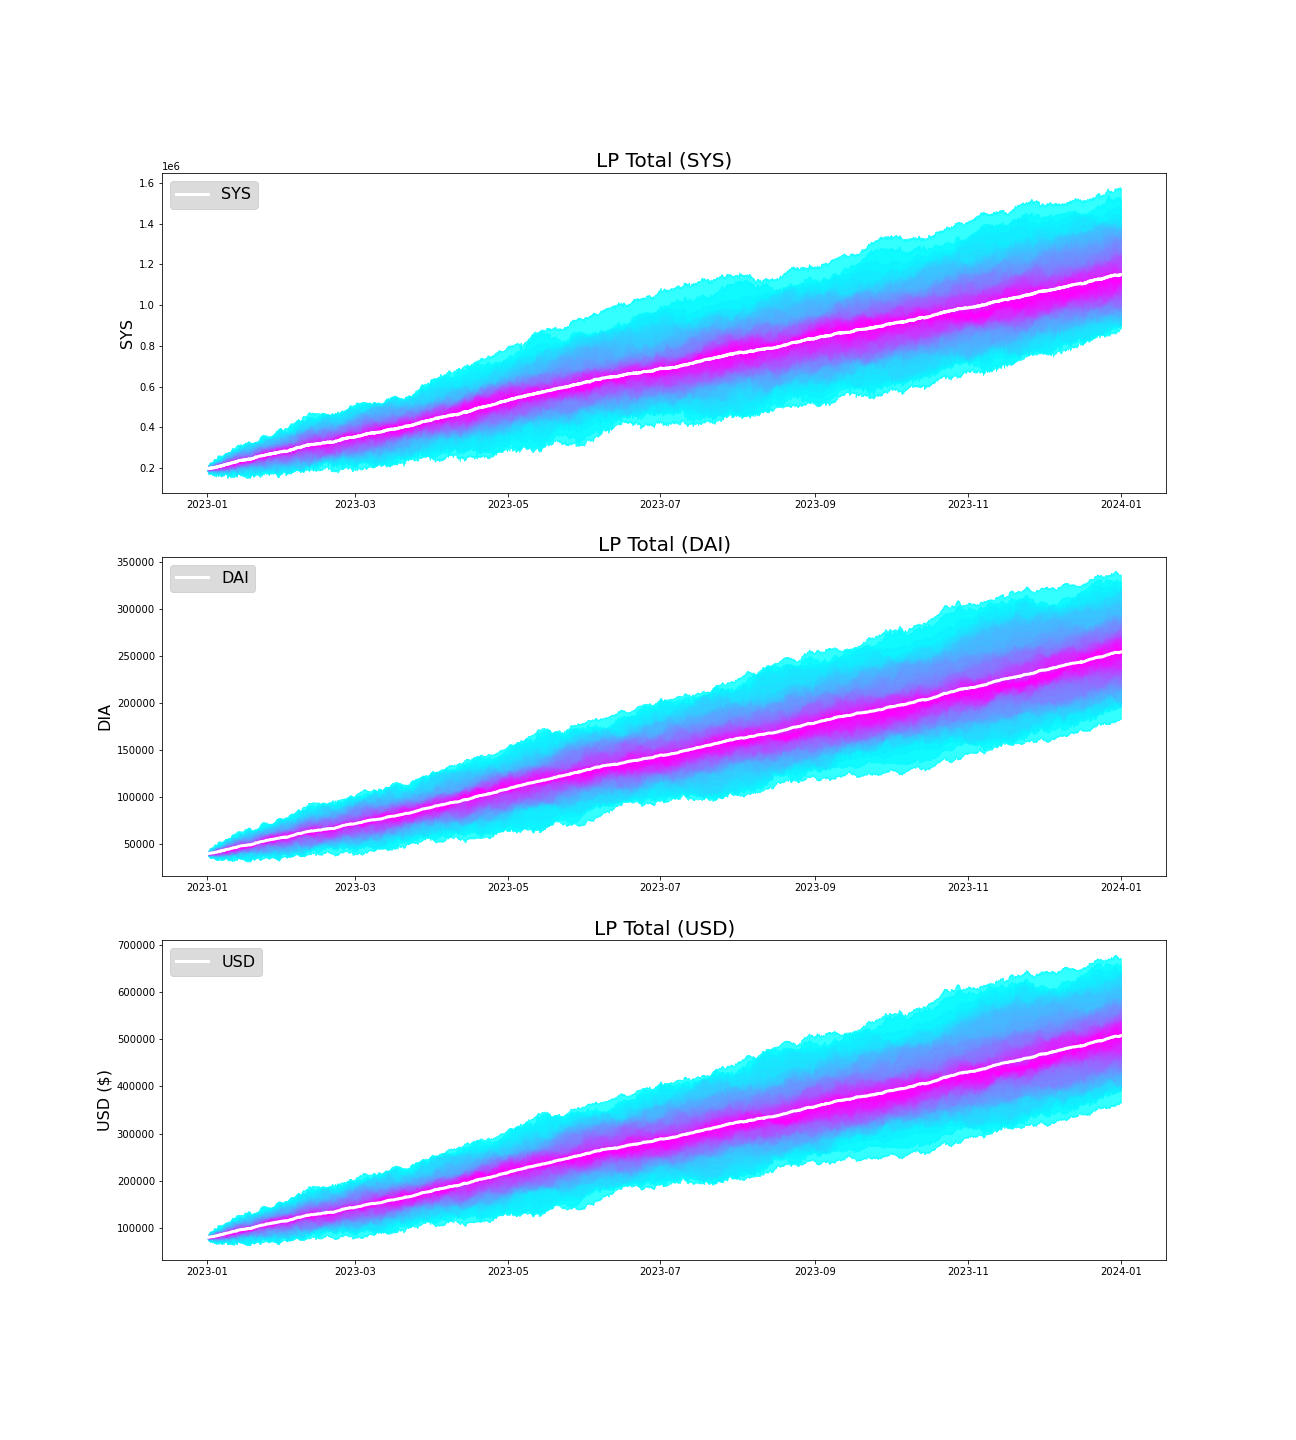 LP Total (SYS)
1e6
SYS
1.6
1.4
1.2
1.0
0.8
0.6
0.4
0.2
SYS
2023-01 2023-03 2023-05 2023-07 2023-09 2023-11 2024-01
LP Total (DAI)
DAI
350000
300000
250000
200000
150000
100000
50000
DIA
2023-01 2023-03 2023-05 2023-07 2023-09 2023-11 2024-01
LP Total (USD)
USD
700000
600000
500000
400000
300000
200000
100000
USD ($)
2023-01 2023-03 2023-05 2023-07 2023-09 2023-11 2024-01